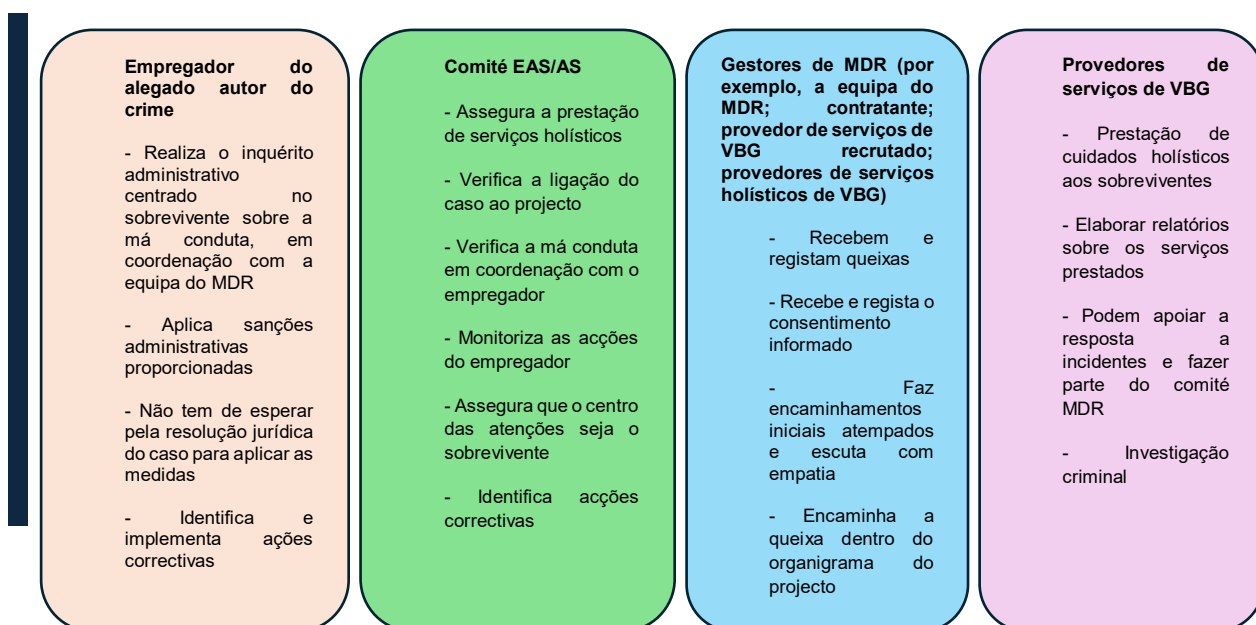 Empregador do
alegado autor do
crime
- Realiza o inquérito
administrativo
centrado no
sobrevivente sobre a
má conduta, em
coordenação com a
equipa do MDR
- Aplica sanções
administrativas
proporcionadas
- Não tem de esperar
pela resolução jurídica
do caso para aplicar as
medidas
- Identifica e
implementa ações
correctivas
Comité EAS/AS
- Assegura a prestação
de serviços holísticos
- Verifica a ligação do
caso ao projecto
- Verifica a má conduta
em coordenação com o
empregador
- Monitoriza as acções
do empregador
- Assegura que o centro
das atenções seja o
sobrevivente
- Identifica acções
correctivas
Gestores de MDR (por
exemplo, a equipa do
MDR; contratante;
provedor de serviços de
VBG recrutado;
provedores de serviços
holísticos de VBG)
- Recebem e
registam queixas
- Recebe e regista o
consentimento
informado
- Faz
encaminhamentos
iniciais atempados
e escuta com
empatia
- Encaminha a
queixa dentro do
organigrama do
projecto
Provedores de
serviços de VBG
- Prestação de
cuidados holísticos
aos sobreviventes
- Elaborar relatórios
sobre os serviços
prestados
- Podem apoiar a
resposta a
incidentes e fazer
parte do comité
MDR
- Investigação
criminal